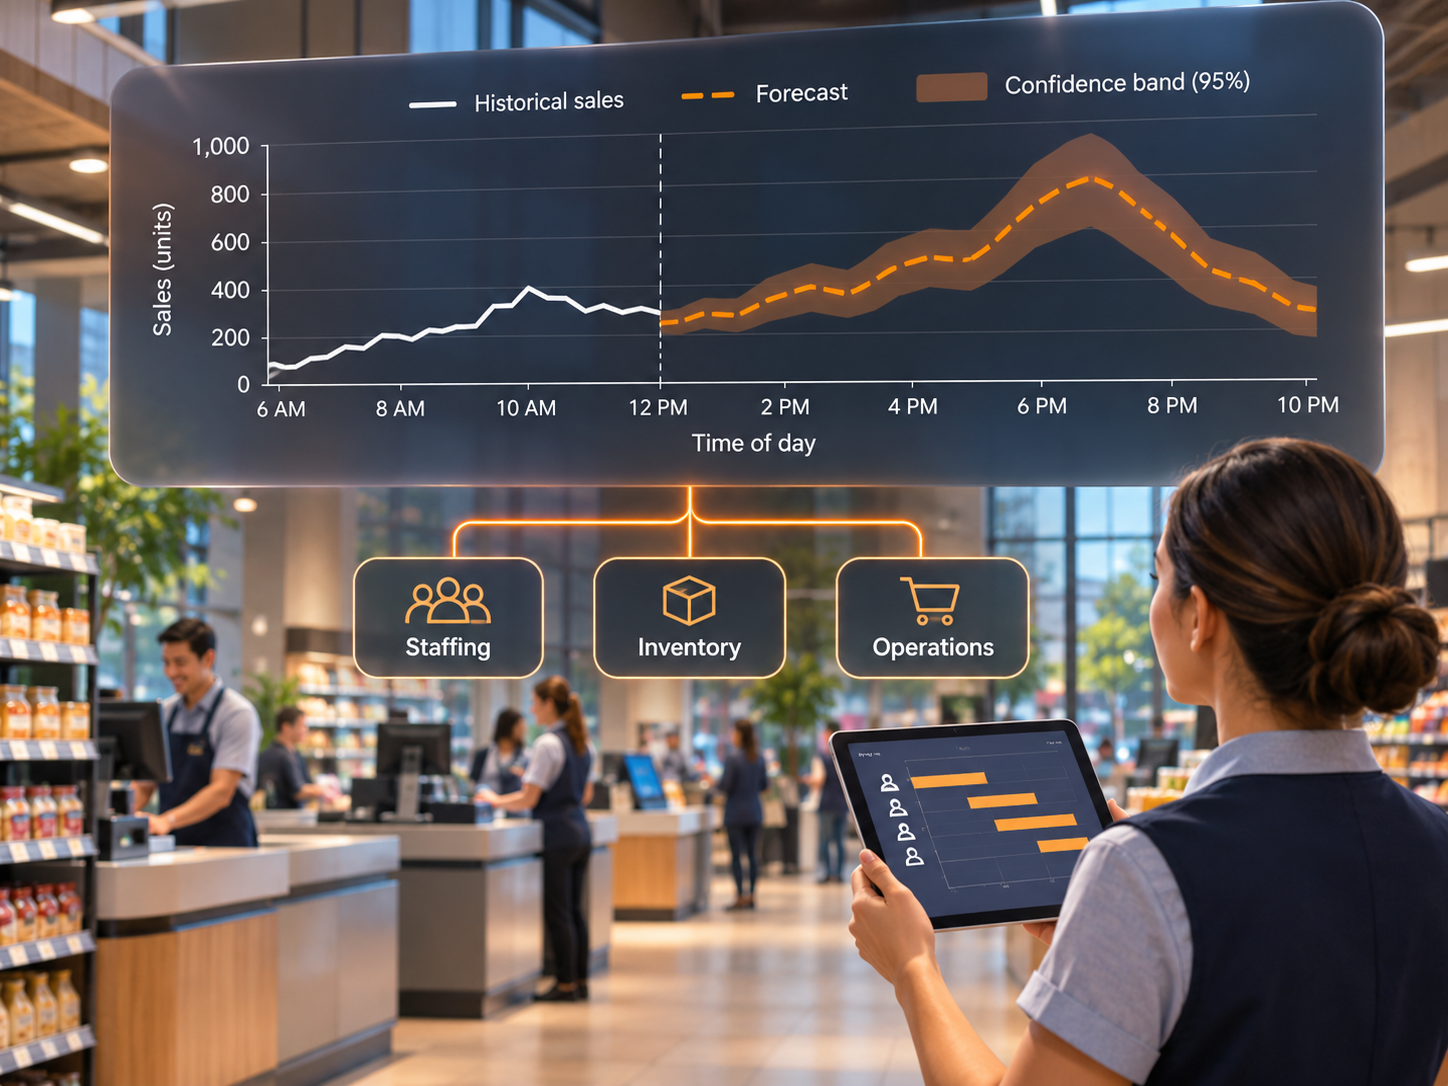 Historical sales
Forecast
Confidence band (95%)
Sales (units)
1,000
800
600
400
200
0
6 AM
8 AM
10 AM
12 PM
2 PM
4 PM
6 PM
8 PM
10 PM
Time of day
Staffing
Inventory
Operations